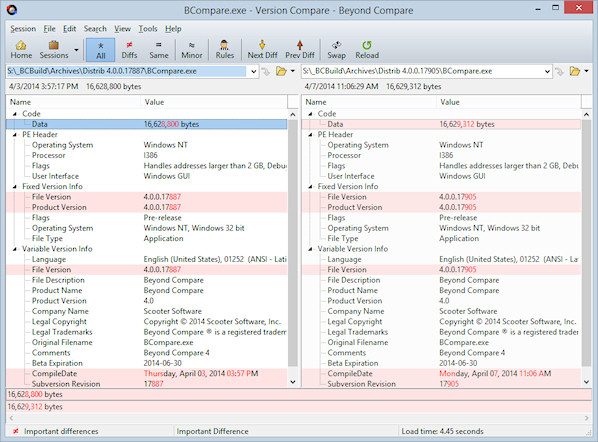 BCompare.exe - Version Compare - Beyond Compare
Session File Edit Search View Tools Help
Home Sessions All Diffs Same Minor Rules Next Diff Prev Diff Swap Reload
S:\_BCBuild\Archives\Distrib 4.0.0.17887\BCompare.exe S:\_BCBuild\Archives\Distrib 4.0.0.17905\BCompare.exe
4/3/2014 3:57:17 PM 16,628,800 bytes 4/7/2014 11:06:29 AM 16,629,312 bytes
Name Value Name Value
Code Code
Data 16,628,800 bytes Data 16,629,312 bytes
PE Header PE Header
Operating System Windows NT Operating System Windows NT
Processor I386 Processor I386
Flags Handles addresses larger than 2 GB, Debu Flags Handles addresses larger than 2 GB, Debu
User Interface Windows GUI User Interface Windows GUI
Fixed Version Info Fixed Version Info
File Version 4.0.0.17887 File Version 4.0.0.17905
Product Version 4.0.0.17887 Product Version 4.0.0.17905
Flags Pre-release Flags Pre-release
Operating System Windows NT, Windows 32 bit Operating System Windows NT, Windows 32 bit
File Type Application File Type Application
Variable Version Info Variable Version Info
Language English (United States), 01252 (ANSI - Lati Language English (United States), 01252 (ANSI - Lati
File Version 4.0.0.17887 File Version 4.0.0.17905
File Description Beyond Compare File Description Beyond Compare
Product Name Beyond Compare Product Name Beyond Compare
Product Version 4.0 Product Version 4.0
Company Name Scooter Software Company Name Scooter Software
Legal Copyright Copyright © 2014 Scooter Software, Inc. Legal Copyright Copyright © 2014 Scooter Software, Inc.
Legal Trademarks Beyond Compare ® is a registered tradem Legal Trademarks Beyond Compare ® is a registered tradem
Original Filename BCompare.exe Original Filename BCompare.exe
Comments Beyond Compare 4 Comments Beyond Compare 4
Beta Expiration 2014-06-30 Beta Expiration 2014-06-30
CompileDate Thursday, April 03, 2014 03:57 PM CompileDate Monday, April 07, 2014 11:06 AM
Subversion Revision 17887 Subversion Revision 17905
16,628,800 bytes
16,629,312 bytes
Important differences Important Difference Load time: 4.45 seconds